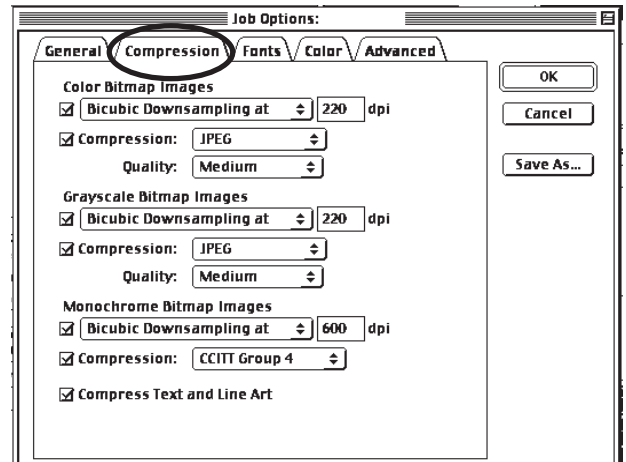 Job Options:
General Compression Fonts Color Advanced
Color Bitmap Images
Bicubic Downsampling at 220 dpi
Compression: JPEG
Quality: Medium
Grayscale Bitmap Images
Bicubic Downsampling at 220 dpi
Compression: JPEG
Quality: Medium
Monochrome Bitmap Images
Bicubic Downsampling at 600 dpi
Compression: CCITT Group 4
Compress Text and Line Art
OK
Cancel
Save As...